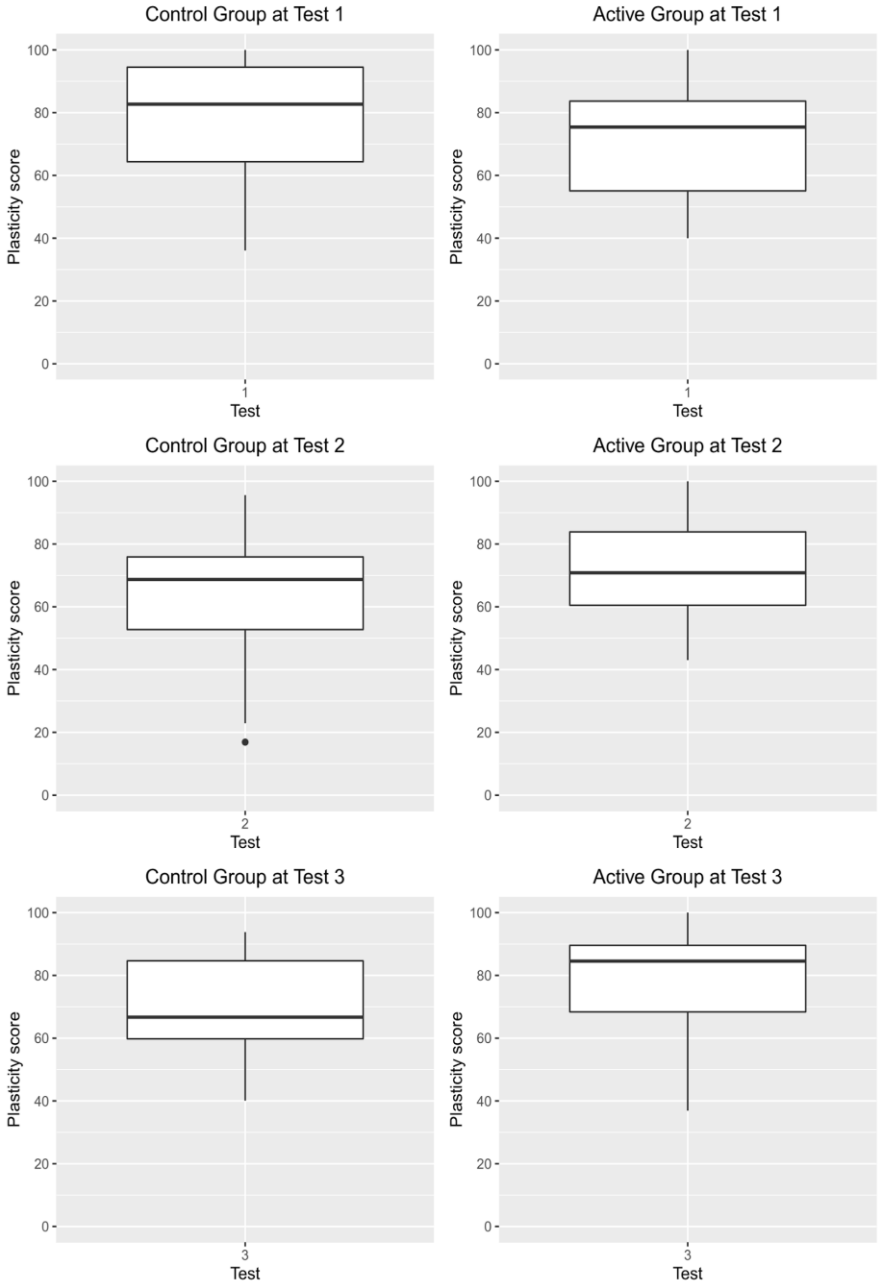 Control Group at Test 1
100
80
60
40
20
0
Plasticity score
1
Test
Active Group at Test 1
100
80
60
40
20
0
Plasticity score
1
Test
Control Group at Test 2
100
80
60
40
20
0
Plasticity score
2
Test
Active Group at Test 2
100
80
60
40
20
0
Plasticity score
2
Test
Control Group at Test 3
100
80
60
40
20
0
Plasticity score
3
Test
Active Group at Test 3
100
80
60
40
20
0
Plasticity score
3
Test